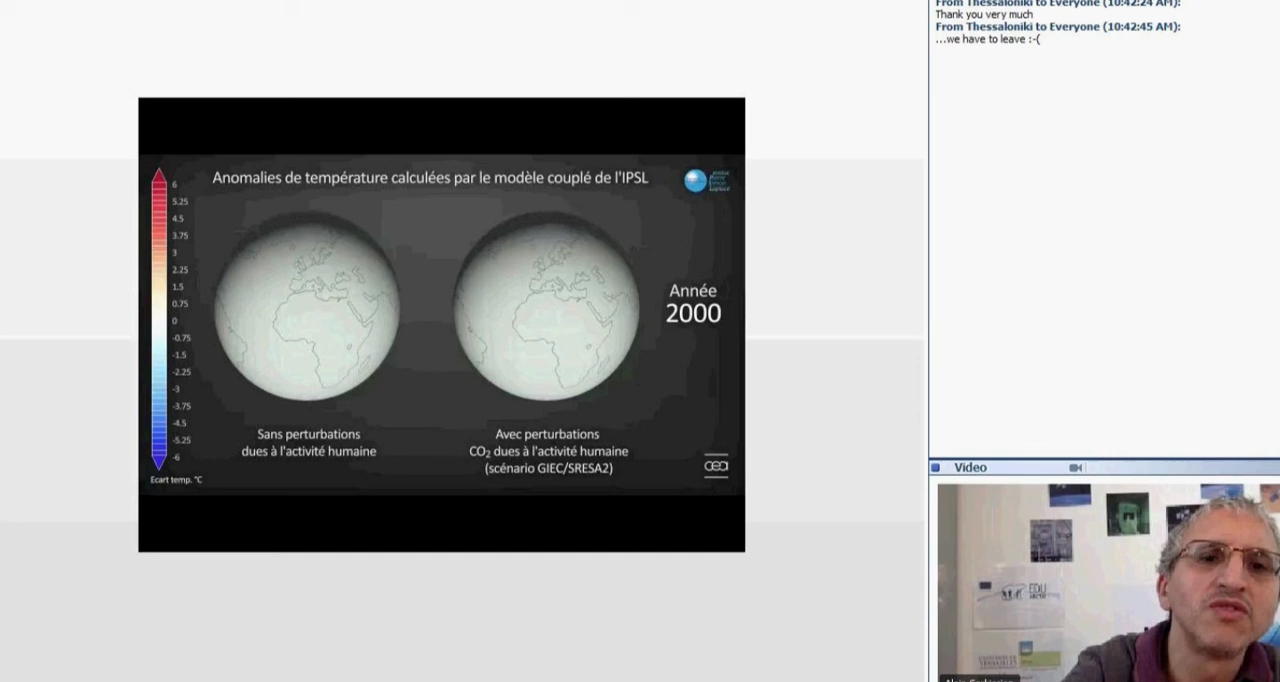 From Thessaloniki to Everyone (10:42:24 AM):
Thank you very much
From Thessaloniki to Everyone (10:42:45 AM):
...we have to leave :-(
Anomalies de température calculées par le modèle couplé de l'IPSL
6
5.25
4.5
3.75
3
2.25
1.5
0.75
0
-0.75
-1.5
-2.25
-3
-3.75
-4.5
-5.25
-6
Ecart temp. °C
Année
2000
Sans perturbations
dues à l'activité humaine
Avec perturbations
CO₂ dues à l'activité humaine
(scénario GIEC/SRESA2)
cea
Video
EDU